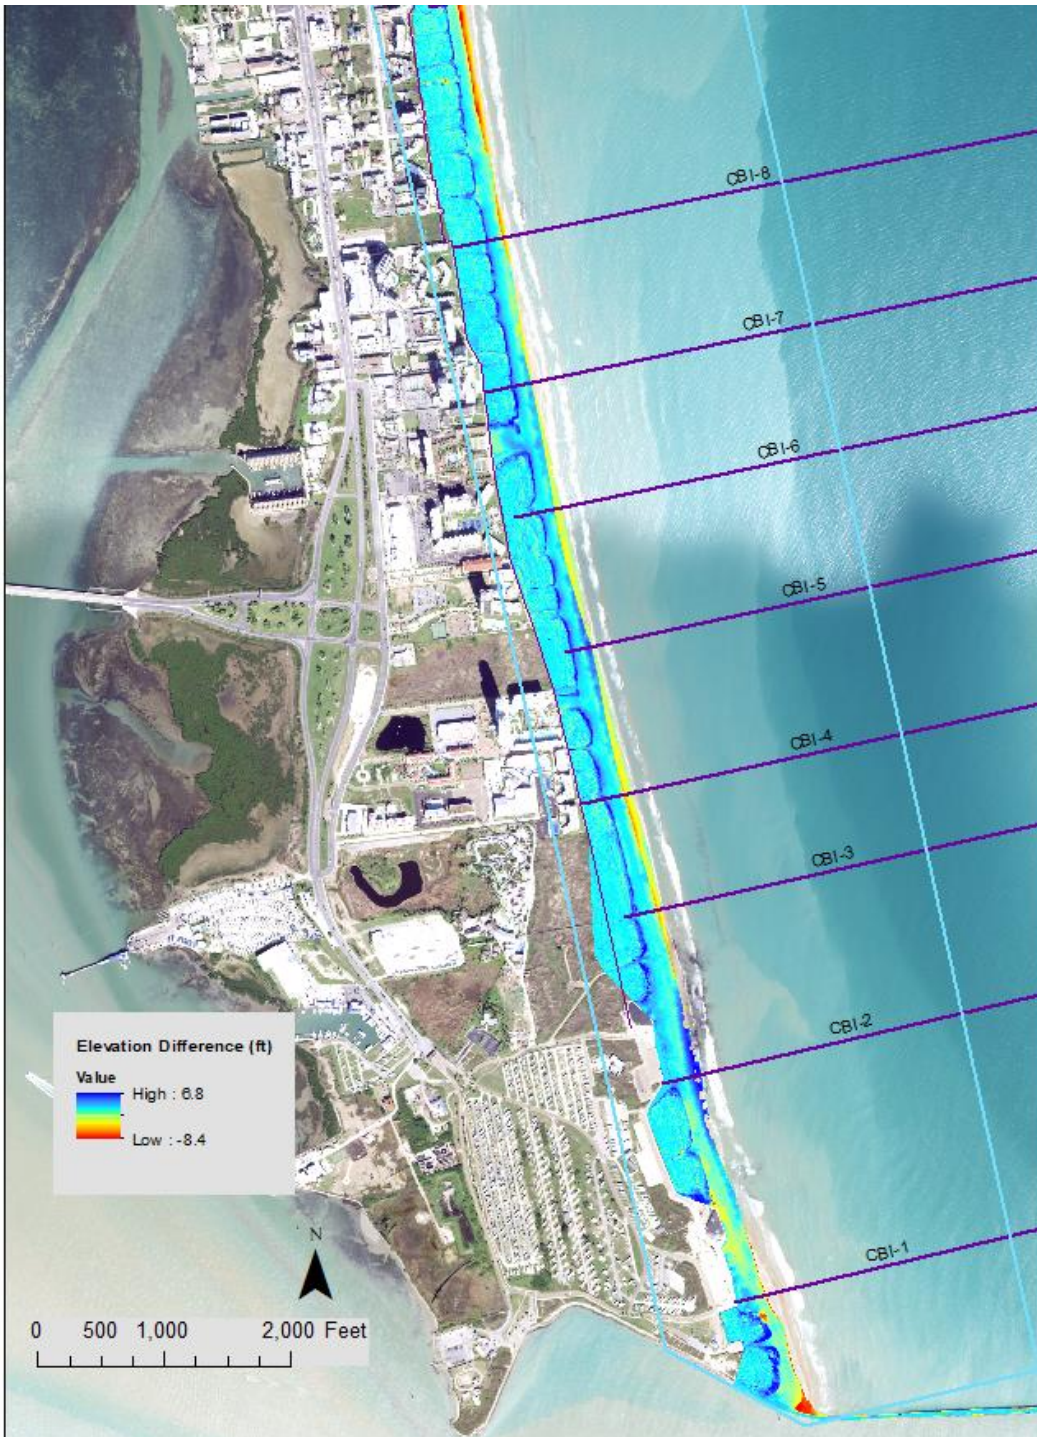 CBI-8
CBI-7
CBI-6
CBI-5
CBI-4
CBI-3
CBI-2
CBI-1
Elevation Difference (ft)
Value
High : 6.8
Low : -8.4
N
0 500 1,000 2,000 Feet